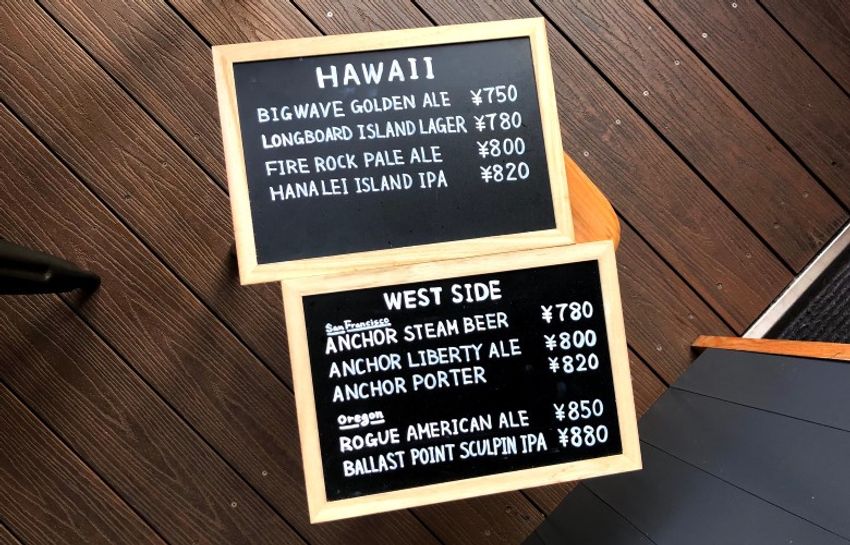 HAWAII
BIGWAVE GOLDEN ALE ¥750
LONGBOARD ISLAND LAGER ¥780
FIRE ROCK PALE ALE ¥800
HANALEI ISLAND IPA ¥820
WEST SIDE
San Francisco
ANCHOR STEAM BEER ¥780
ANCHOR LIBERTY ALE ¥800
ANCHOR PORTER ¥820
Oregon
ROGUE AMERICAN ALE ¥850
BALLAST POINT SCULPIN IPA ¥880